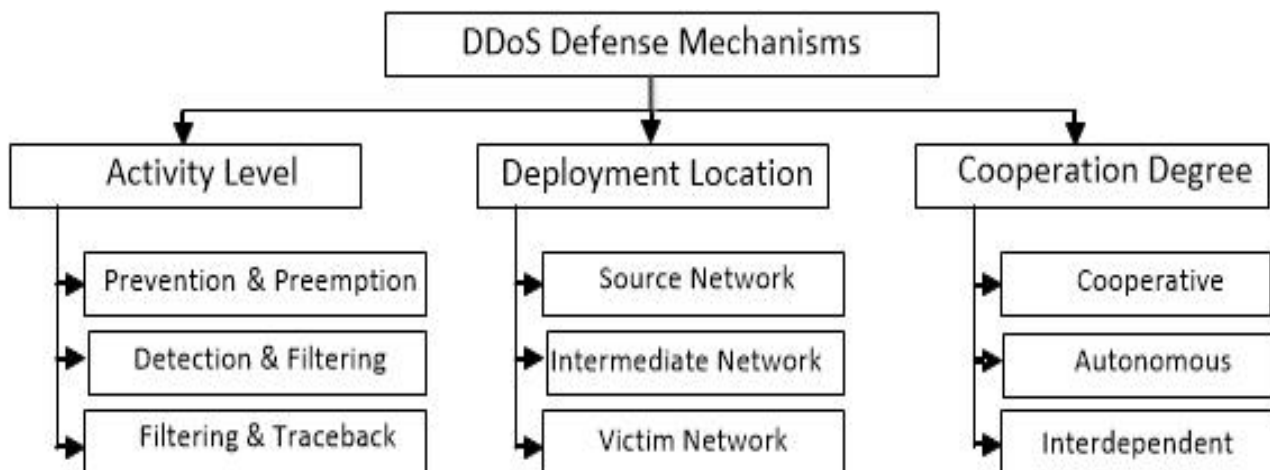 DDoS Defense Mechanisms
Activity Level
Prevention & Preemption
Detection & Filtering
Filtering & Traceback
Deployment Location
Source Network
Intermediate Network
Victim Network
Cooperation Degree
Cooperative
Autonomous
Interdependent